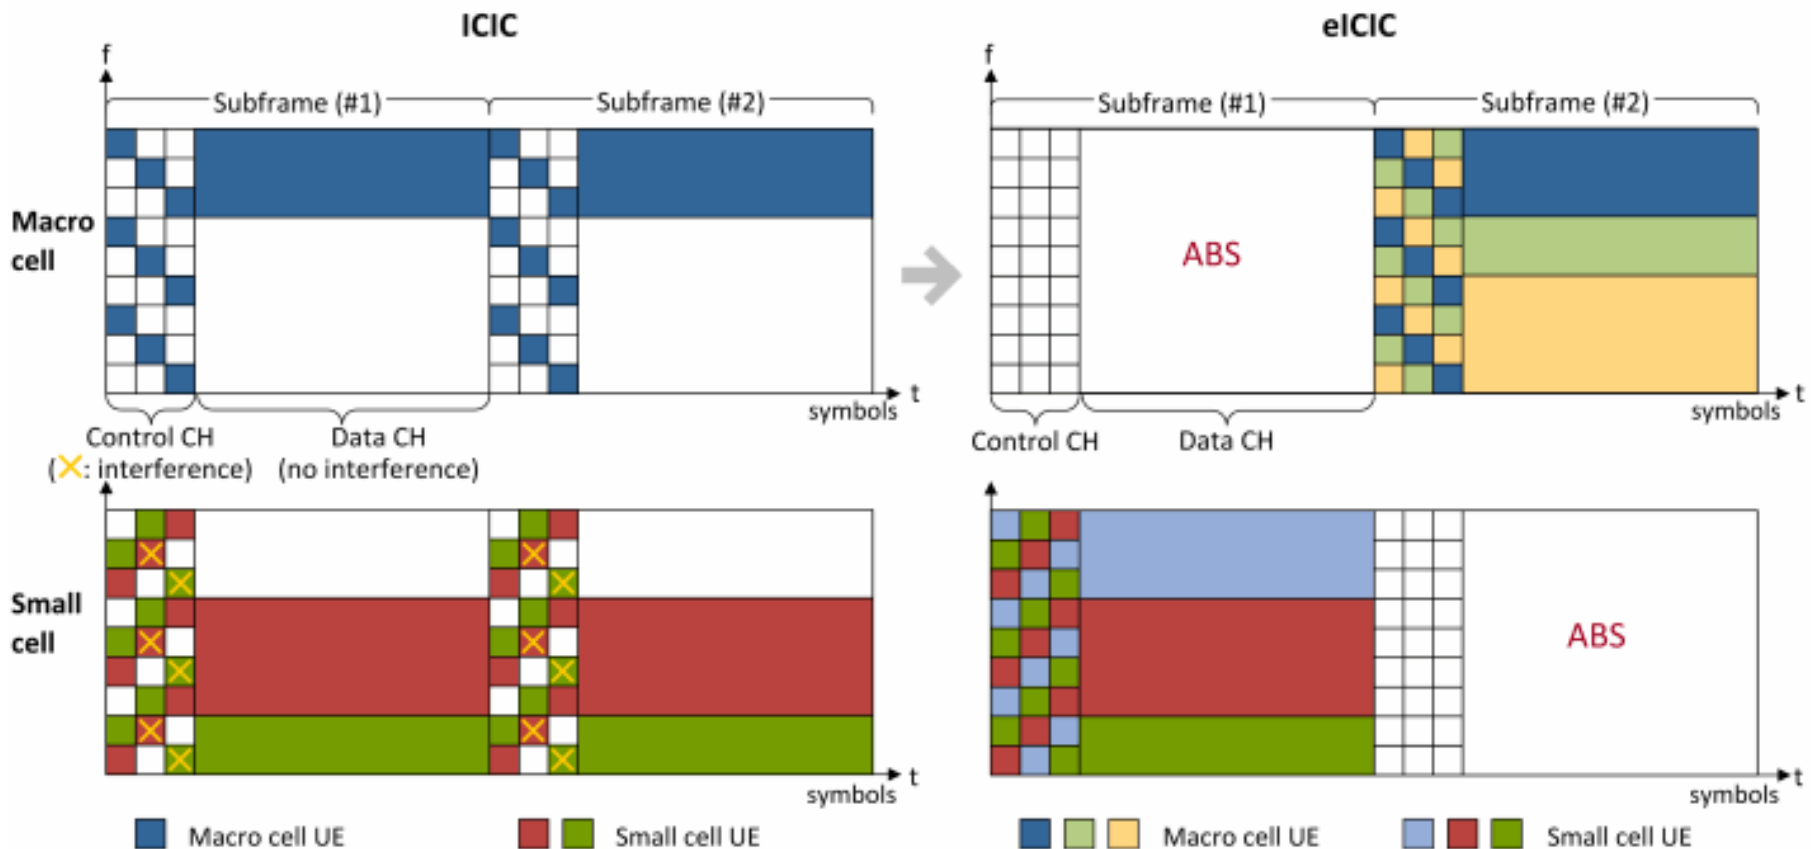 ICIC
eICIC
f
f
Subframe (#1)
Subframe (#2)
Subframe (#1)
Subframe (#2)
Macro
cell
ABS
t
t
symbols
symbols
Control CH
Data CH
Control CH
Data CH
(X: interference)
(no interference)
Small
cell
ABS
t
t
symbols
symbols
Macro cell UE
Small cell UE
Macro cell UE
Small cell UE